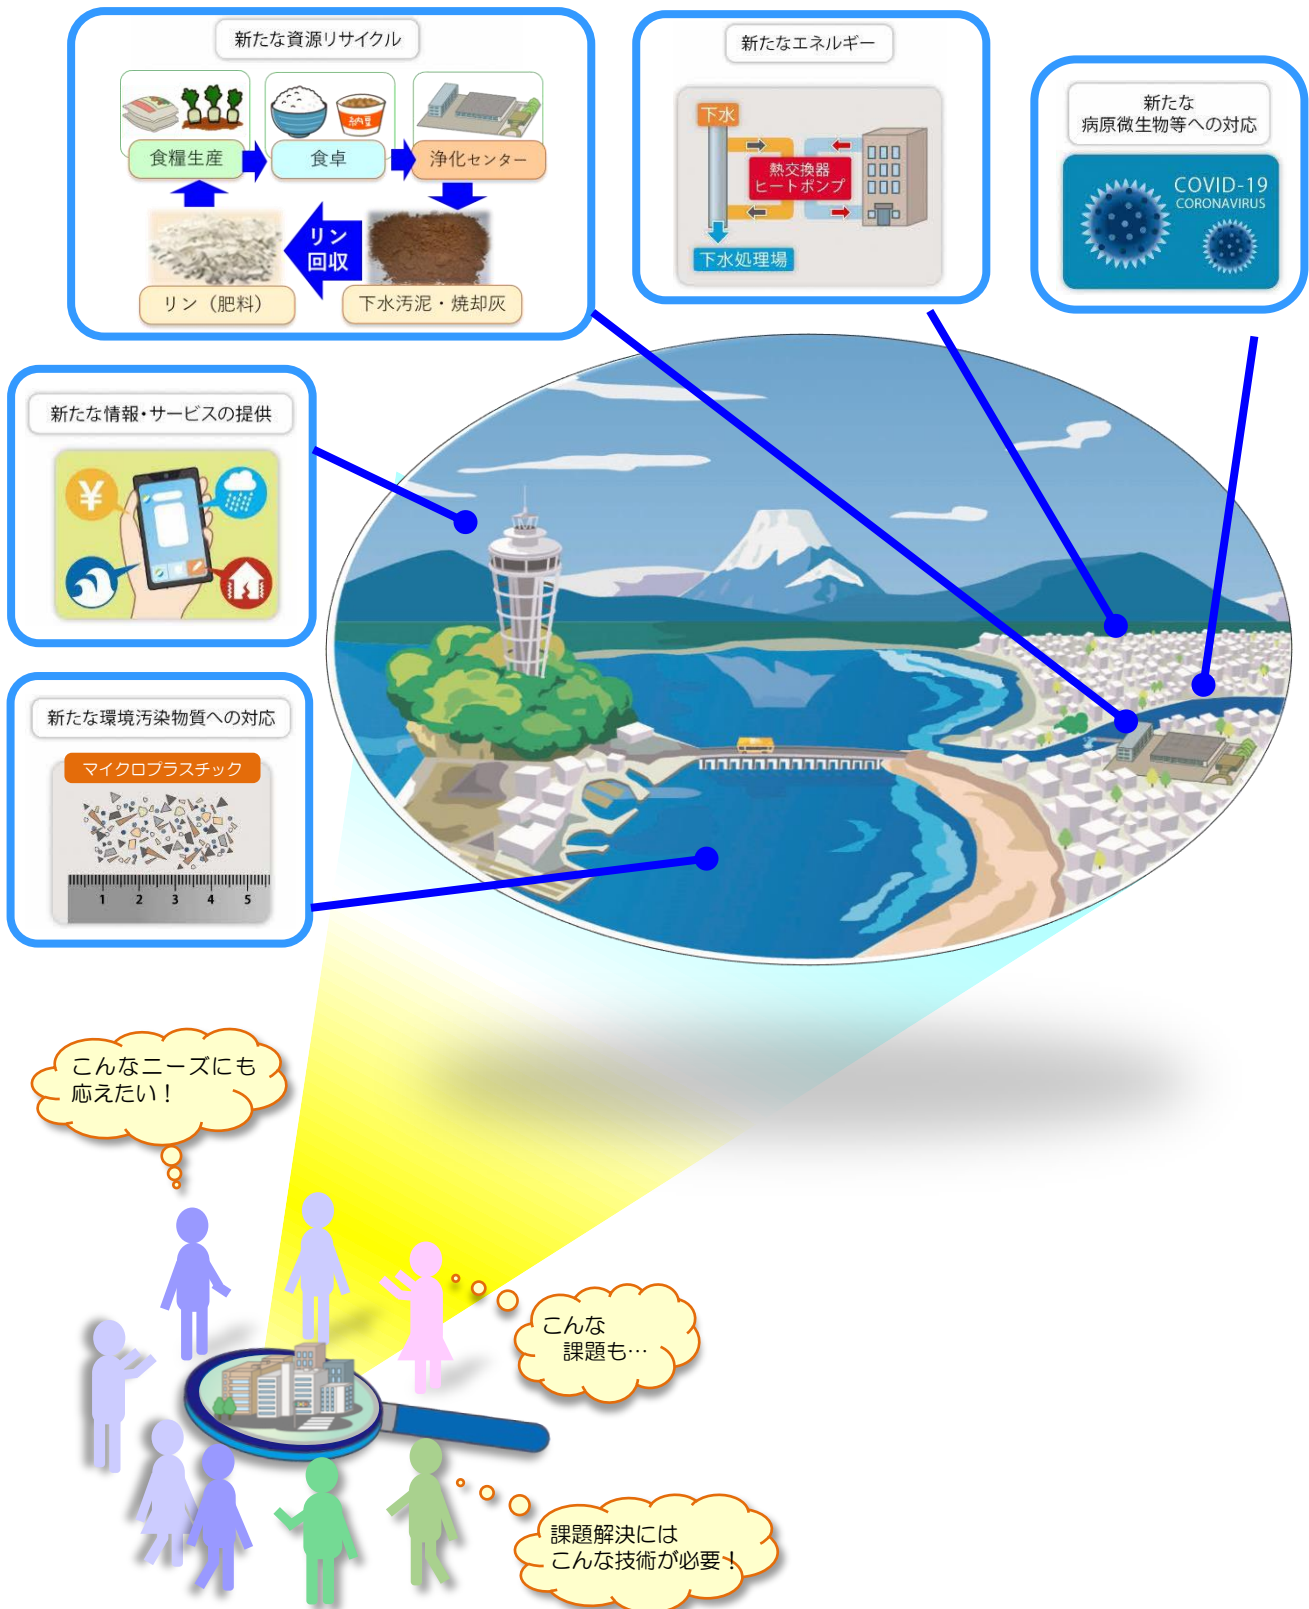 新たな資源リサイクル
納豆
食糧生産
食卓
浄化センター
リン
回収
リン（肥料）
下水汚泥・焼却灰
新たなエネルギー
下水
熱交換器
ヒートポンプ
下水処理場
新たな
病原微生物等への対応
COVID-19
CORONAVIRUS
新たな情報・サービスの提供
¥
新たな環境汚染物質への対応
マイクロプラスチック
1 2 3 4 5
こんなニーズにも
応えたい！
こんな
課題も…
課題解決には
こんな技術が必要！